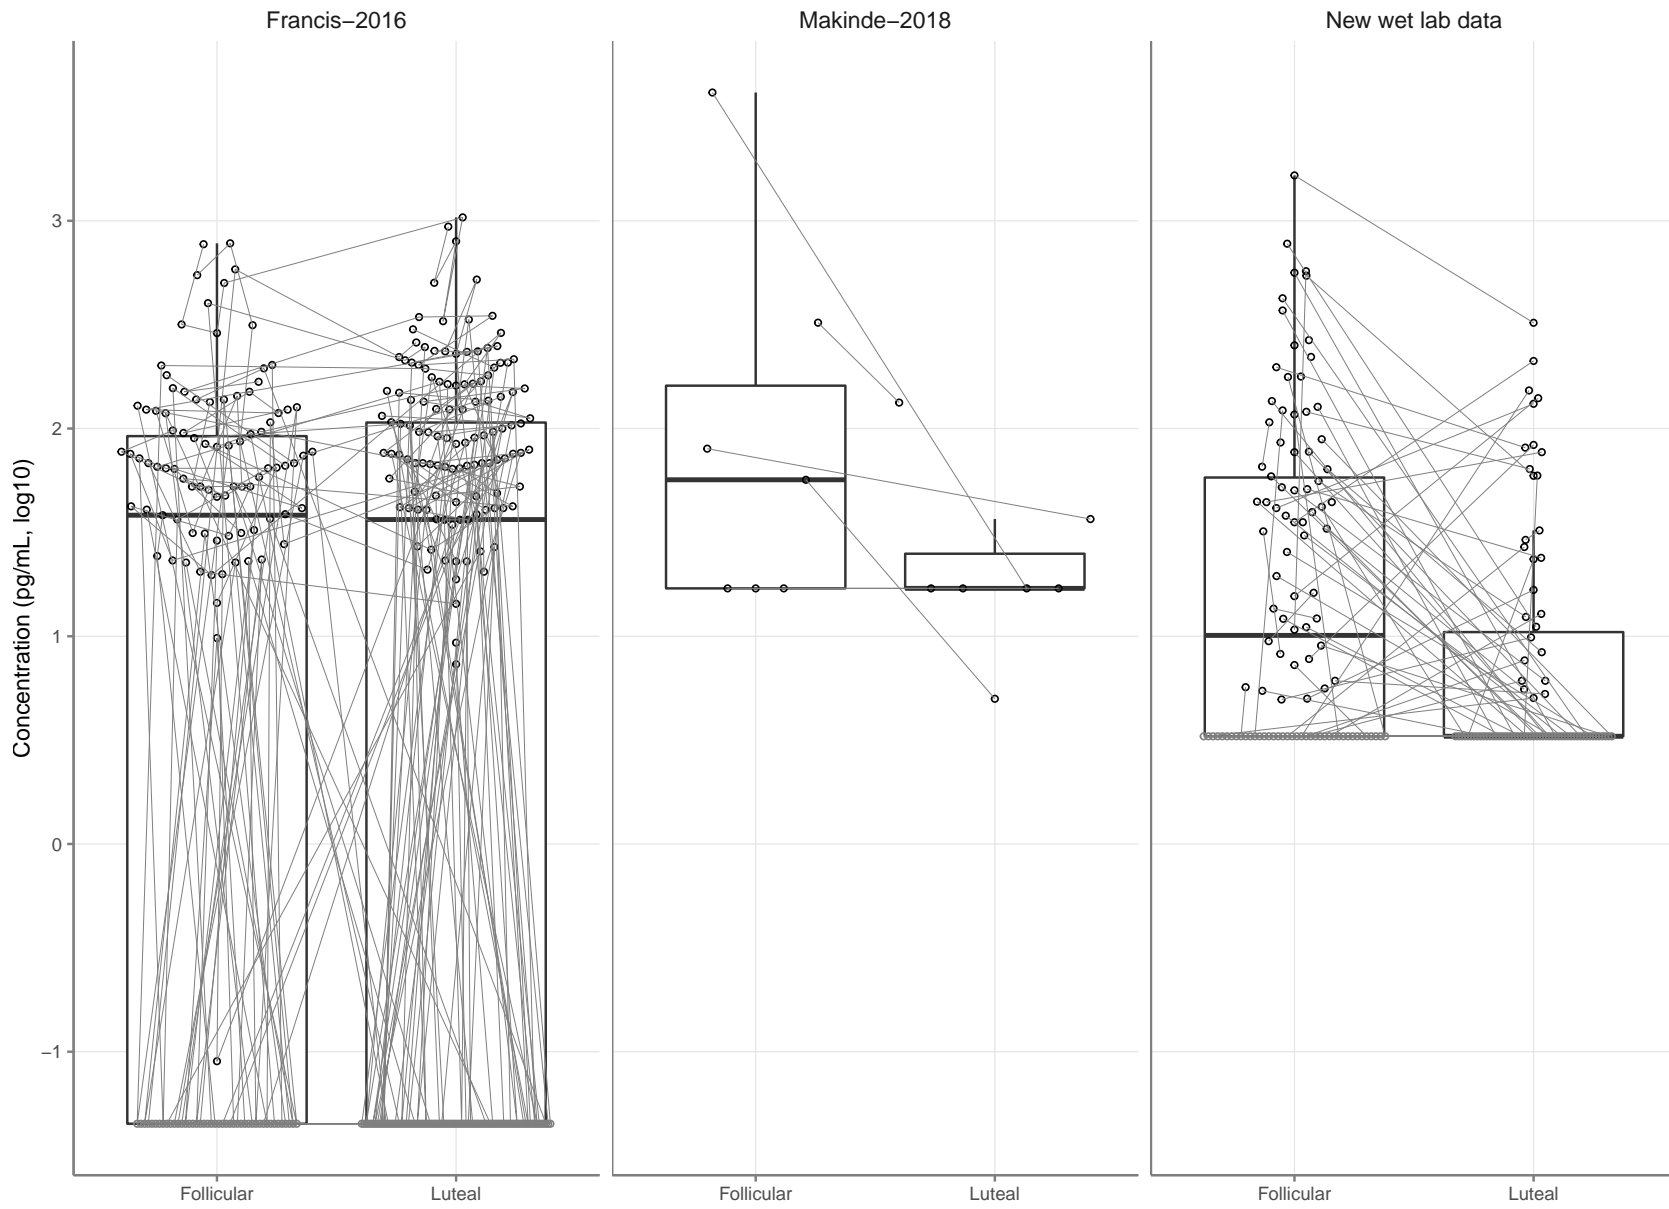 Francis−2016
Makinde−2018
New wet lab data
Concentration (pg/mL, log10)
3
2
1
0
−1
Follicular
Luteal
Follicular
Luteal
Follicular
Luteal